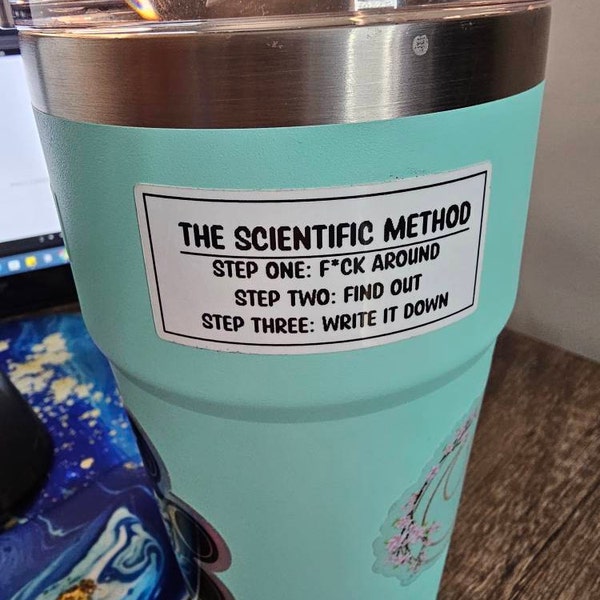 THE SCIENTIFIC METHOD
STEP ONE: F*CK AROUND
STEP TWO: FIND OUT
STEP THREE: WRITE IT DOWN